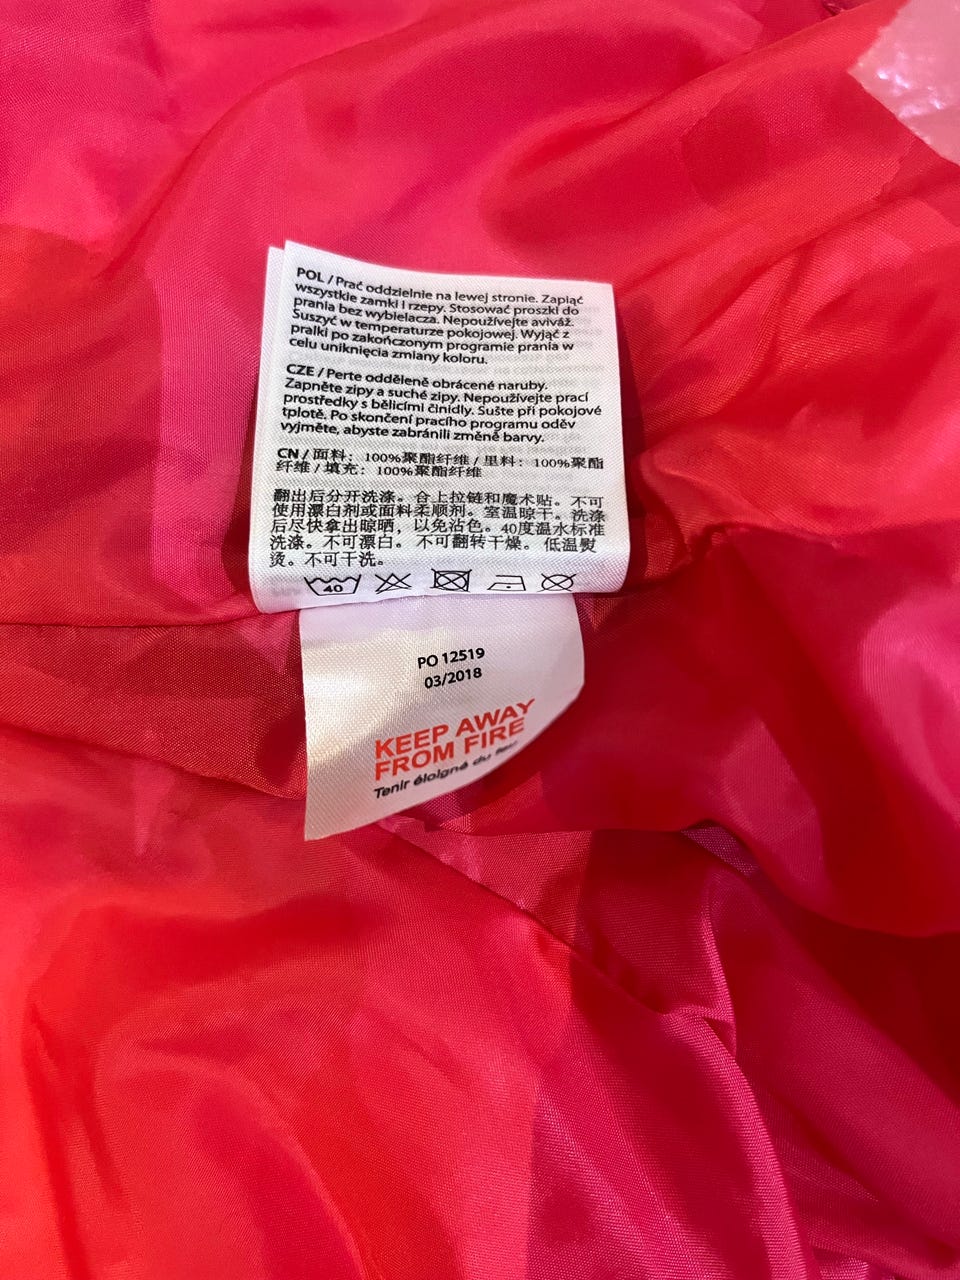 POL / Prać oddzielnie na lewej stronie. Zapiąć
wszystkie zamki i rzepy. Stosować proszki do
prania bez wybielacza. Nepoužívejte aviváž.
Suszyć w temperaturze pokojowej. Wyjąć z
pralki po zakończonym programie prania w
celu uniknięcia zmiany koloru.
CZE / Perte odděleně obrácené naruby.
Zapněte zipy a suché zipy. Nepoužívejte prací
prostředky s bělicími činidly. Sušte při pokojové
tplotě. Po skončení pracího programu oděv
vyjměte, abyste zabránili změně barvy.
CN / 面料：100%聚酯纤维 / 里料：100%聚酯
纤维 / 填充：100%聚酯纤维
翻出后分开洗涤。合上拉链和魔术贴。不可
使用漂白剂或面料柔顺剂。室温晾干。洗涤
后尽快拿出晾晒，以免沾色。40度温水标准
洗涤。不可漂白。不可翻转干燥。低温熨
烫。不可干洗。
40
PO 12519
03/2018
KEEP AWAY
FROM FIRE
Tenir éloigné du feu